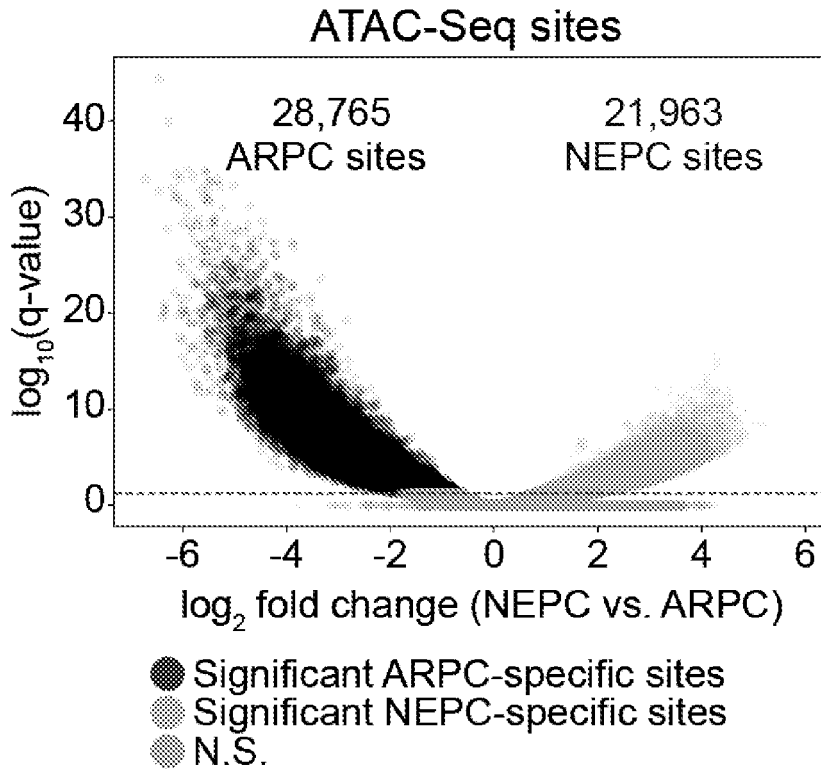 ATAC-Seq sites
28,765
ARPC sites
21,963
NEPC sites
log₁₀(q-value)
40
30
20
10
0
-6 -4 -2 0 2 4 6
log₂ fold change (NEPC vs. ARPC)
Significant ARPC-specific sites
Significant NEPC-specific sites
N.S.